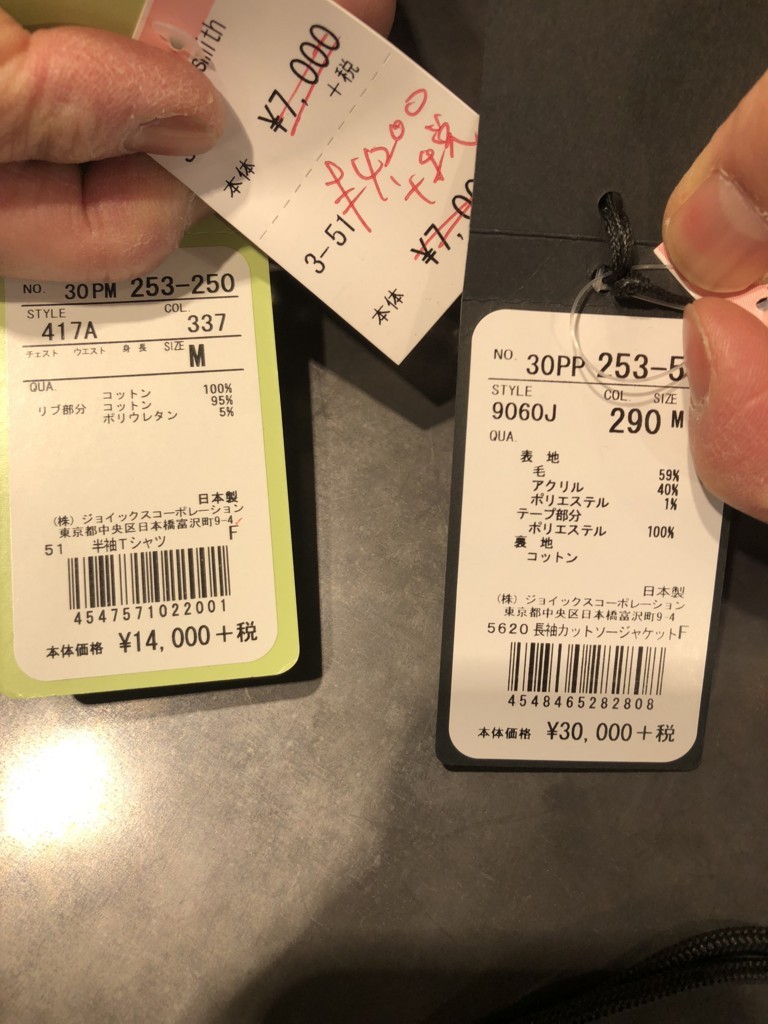 smith
¥7,000
+税
本体
¥4200
+税
3-51
¥7,00
本体
NO. 30PM 253-250
STYLE COL.
417A 337
チェスト ウエスト 身長 SIZE M
QUA.
コットン 100%
リブ部分 コットン 95%
ポリウレタン 5%
日本製
(株)ジョイックスコーポレーション
東京都中央区日本橋富沢町9-4
51 半袖Tシャツ F
4547571022001
本体価格 ¥14,000+税
NO. 30PP 253-5
STYLE COL. SIZE
9060J 290 M
QUA.
表地
毛 59%
アクリル 40%
ポリエステル 1%
テープ部分
ポリエステル 100%
裏地
コットン
日本製
(株)ジョイックスコーポレーション
東京都中央区日本橋富沢町9-4
5620 長袖カットソージャケットF
4548465282808
本体価格 ¥30,000+税